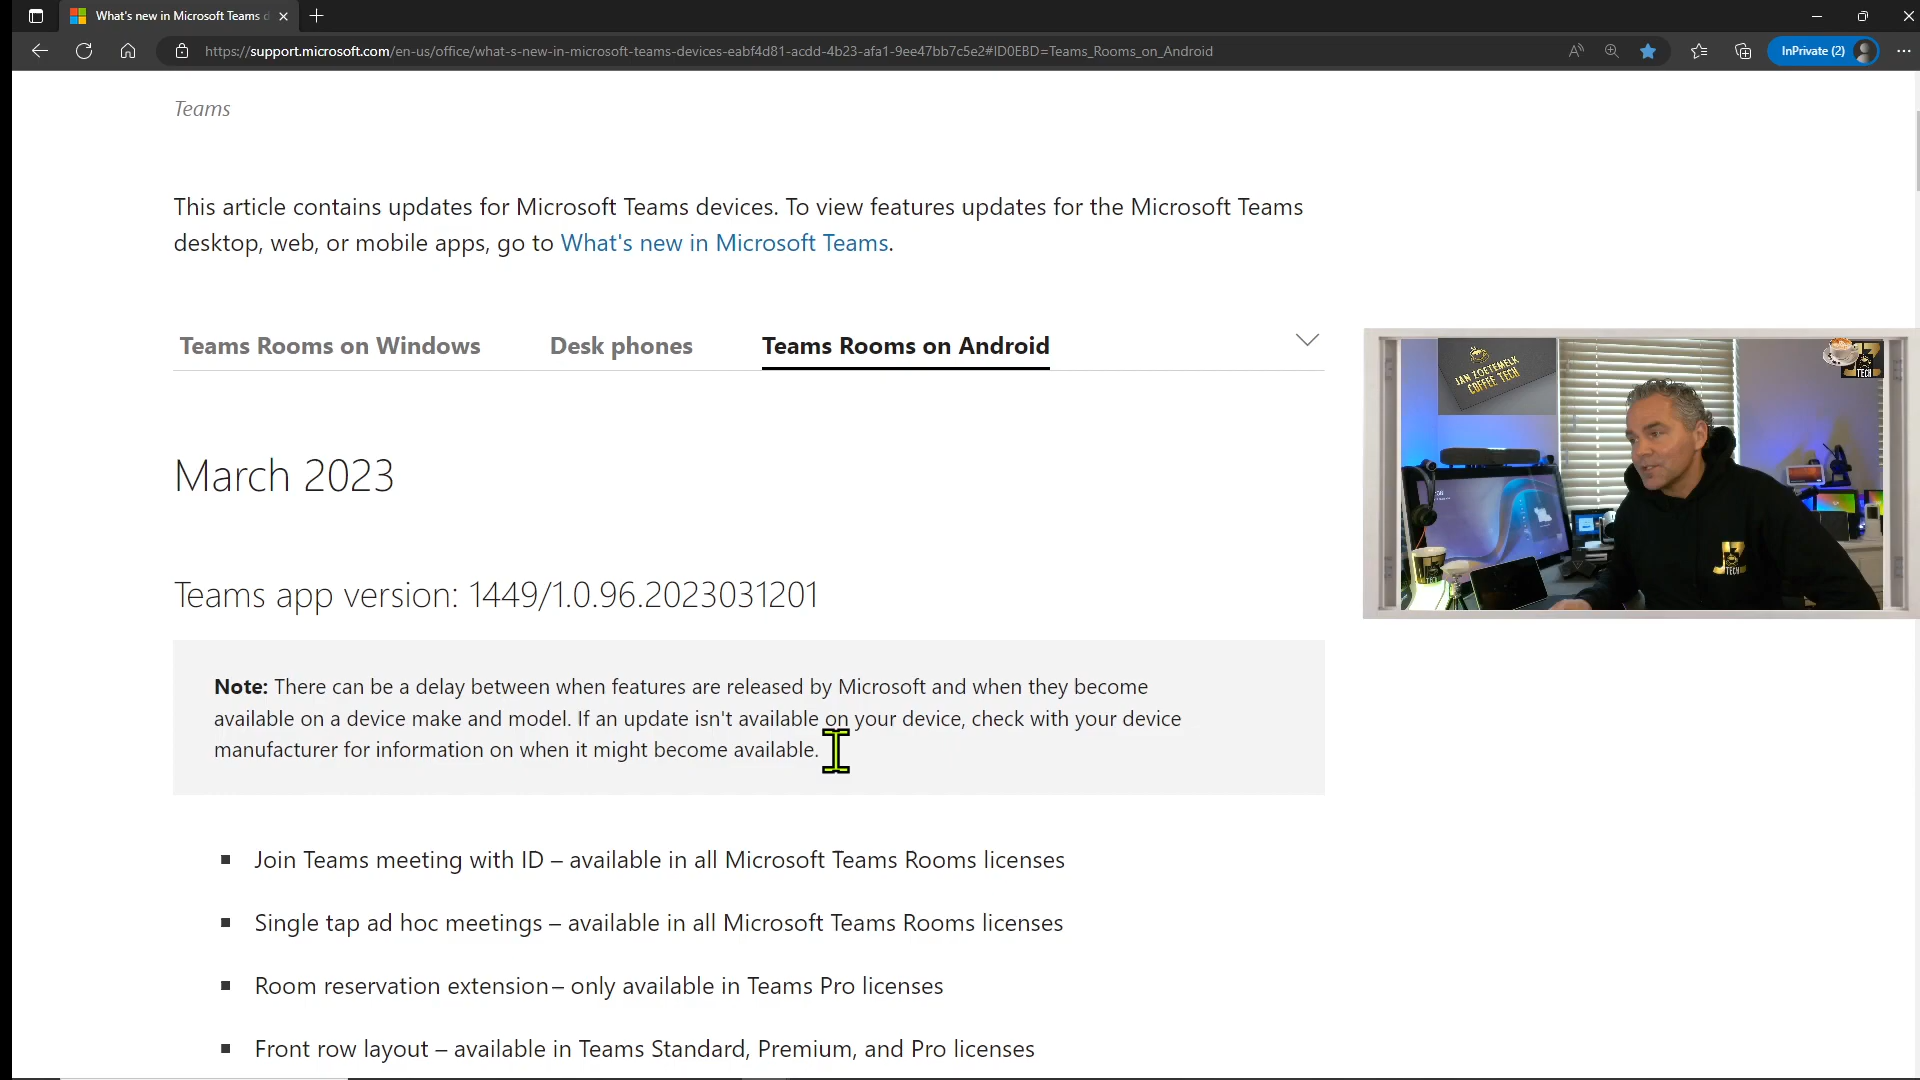 What's new in Microsoft Teams d
https://support.microsoft.com/en-us/office/what-s-new-in-microsoft-teams-devices-eabf4d81-acdd-4b23-afa1-9ee47bb7c5e2#ID0EBD=Teams_Rooms_on_Android
InPrivate (2)
Teams
This article contains updates for Microsoft Teams devices. To view features updates for the Microsoft Teams
desktop, web, or mobile apps, go to What's new in Microsoft Teams.
Teams Rooms on Windows
Desk phones
Teams Rooms on Android
JAN ZOETEMELK
COFFEE TECH
TECH
TECH
March 2023
Teams app version: 1449/1.0.96.2023031201
Note: There can be a delay between when features are released by Microsoft and when they become
available on a device make and model. If an update isn't available on your device, check with your device
manufacturer for information on when it might become available.
Join Teams meeting with ID – available in all Microsoft Teams Rooms licenses
Single tap ad hoc meetings – available in all Microsoft Teams Rooms licenses
Room reservation extension– only available in Teams Pro licenses
Front row layout – available in Teams Standard, Premium, and Pro licenses